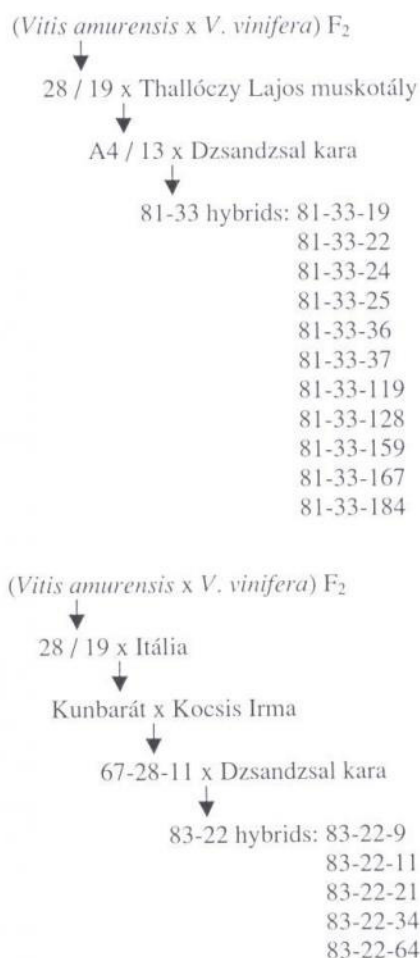 (Vitis amurensis x V. vinifera) F₂
28 / 19 x Thallóczy Lajos muskotály
A4 / 13 x Dzsandzsal kara
81-33 hybrids: 81-33-19
81-33-22
81-33-24
81-33-25
81-33-36
81-33-37
81-33-119
81-33-128
81-33-159
81-33-167
81-33-184
(Vitis amurensis x V. vinifera) F₂
28 / 19 x Itália
Kunbarát x Kocsis Irma
67-28-11 x Dzsandzsal kara
83-22 hybrids: 83-22-9
83-22-11
83-22-21
83-22-34
83-22-64